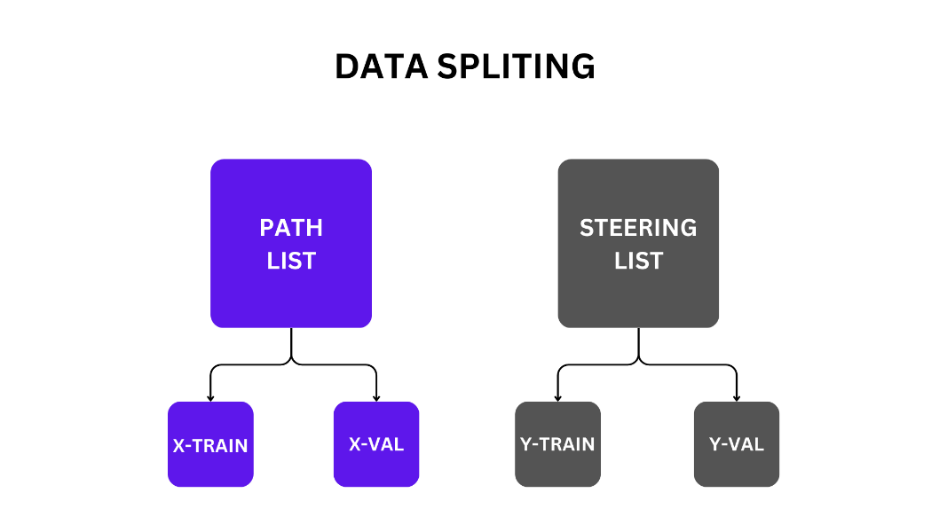 DATA SPLITING
PATH
LIST
STEERING
LIST
X-TRAIN
X-VAL
Y-TRAIN
Y-VAL